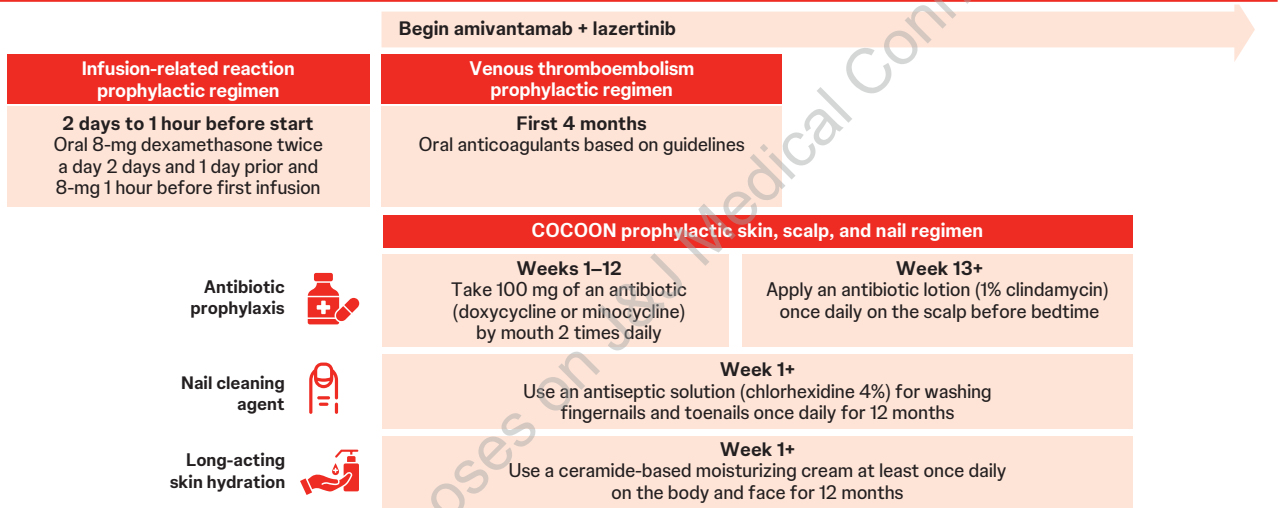 Begin amivantamab + lazertinib
Infusion-related reaction
prophylactic regimen
2 days to 1 hour before start
Oral 8-mg dexamethasone twice
a day 2 days and 1 day prior and
8-mg 1 hour before first infusion
Venous thromboembolism
prophylactic regimen
First 4 months
Oral anticoagulants based on guidelines
COCOON prophylactic skin, scalp, and nail regimen
Antibiotic
prophylaxis
Weeks 1–12
Take 100 mg of an antibiotic
(doxycycline or minocycline)
by mouth 2 times daily
Week 13+
Apply an antibiotic lotion (1% clindamycin)
once daily on the scalp before bedtime
Nail cleaning
agent
Week 1+
Use an antiseptic solution (chlorhexidine 4%) for washing
fingernails and toenails once daily for 12 months
Long-acting
skin hydration
Week 1+
Use a ceramide-based moisturizing cream at least once daily
on the body and face for 12 months
on J&J Medical